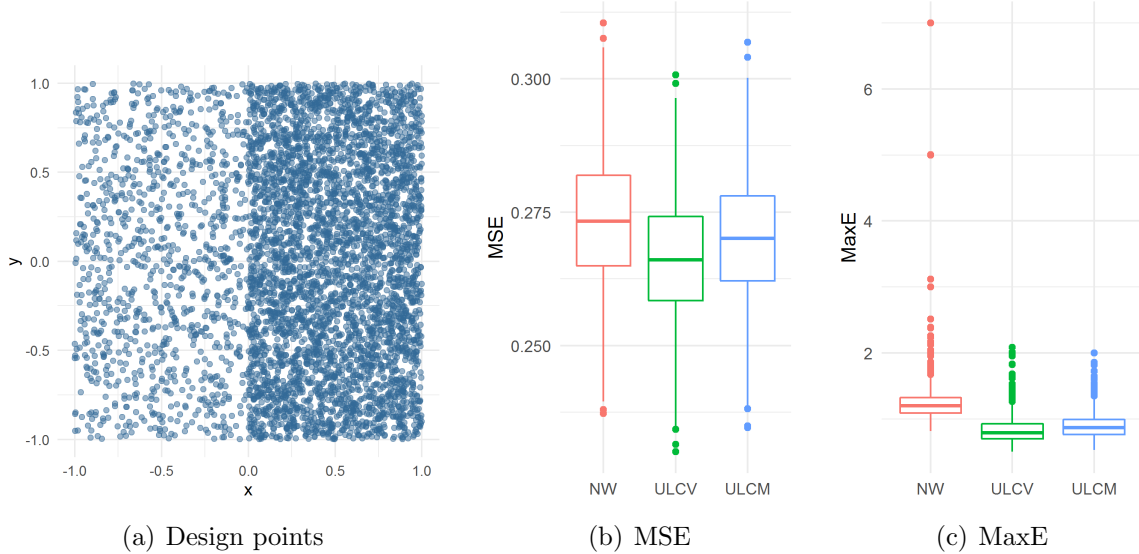 1.0
0.5
0.0
-0.5
-1.0
y
-1.0 -0.5 0.0 0.5 1.0
x
(a) Design points
0.300
0.275
0.250
MSE
NW ULCV ULCM
(b) MSE
6
4
2
MaxE
NW ULCV ULCM
(c) MaxE